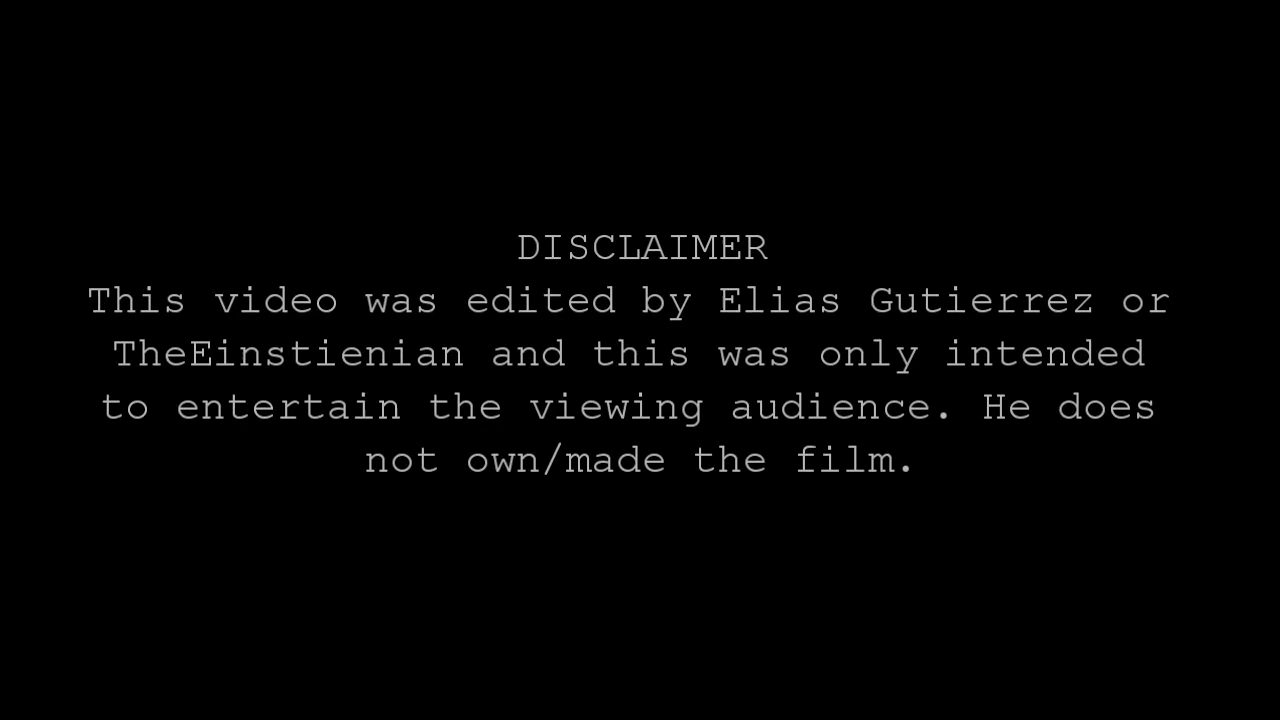 DISCLAIMER
This video was edited by Elias Gutierrez or
TheEinstienian and this was only intended
to entertain the viewing audience. He does
not own/made the film.